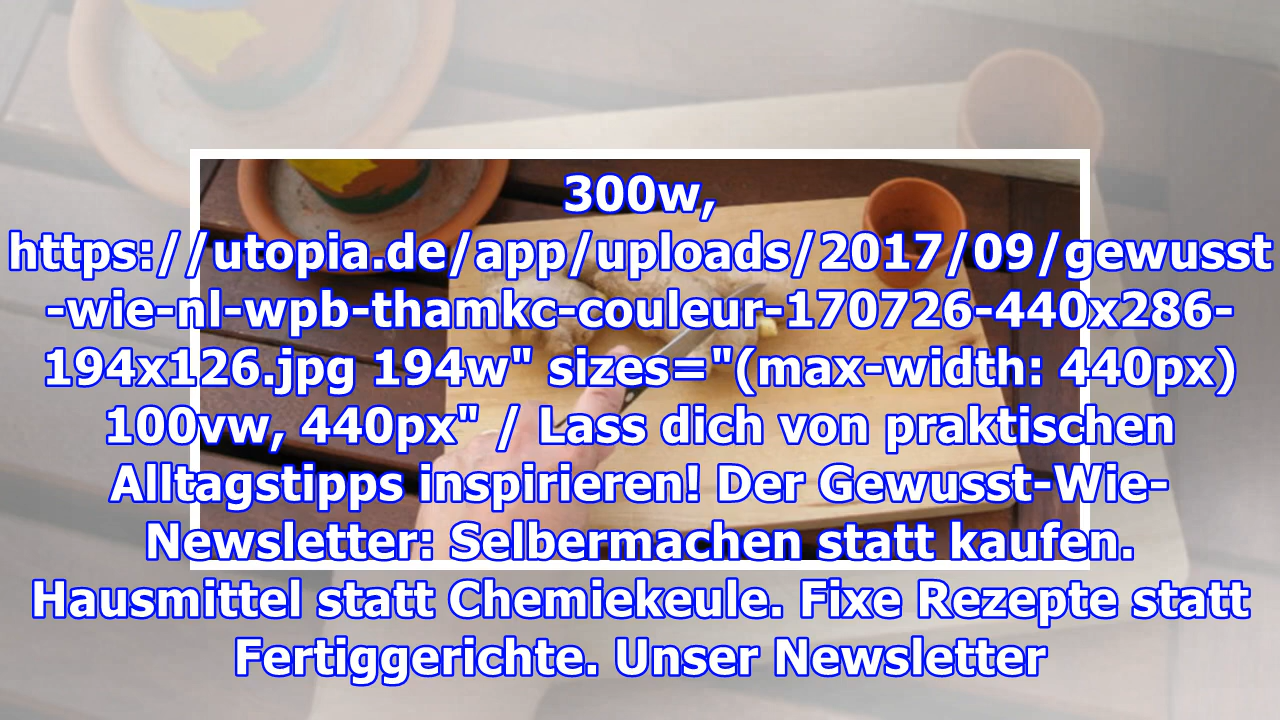 300w,
https://utopia.de/app/uploads/2017/09/gewusst
-wie-nl-wpb-thamkc-couleur-170726-440x286-
194x126.jpg 194w" sizes="(max-width: 440px)
100vw, 440px" / Lass dich von praktischen
Alltagstipps inspirieren! Der Gewusst-Wie-
Newsletter: Selbermachen statt kaufen.
Hausmittel statt Chemiekeule. Fixe Rezepte statt
Fertiggerichte. Unser Newsletter